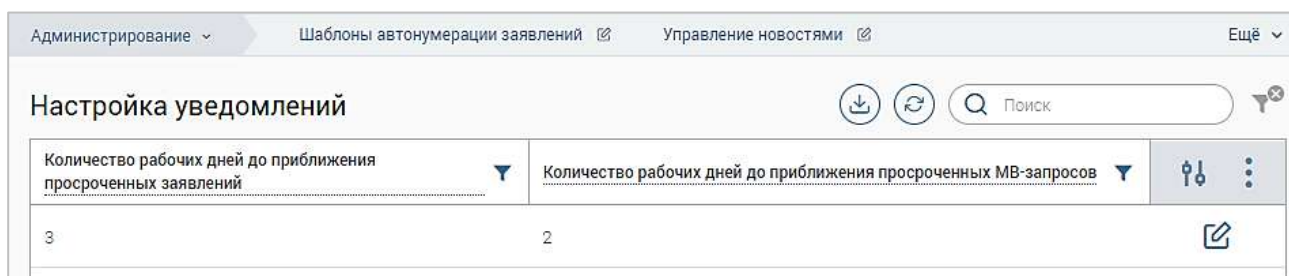 Администрирование
Шаблоны автонумерации заявлений
Управление новостями
Ещё
Настройка уведомлений
Поиск
Количество рабочих дней до приближения
просроченных заявлений
Количество рабочих дней до приближения просроченных МВ-запросов
3
2